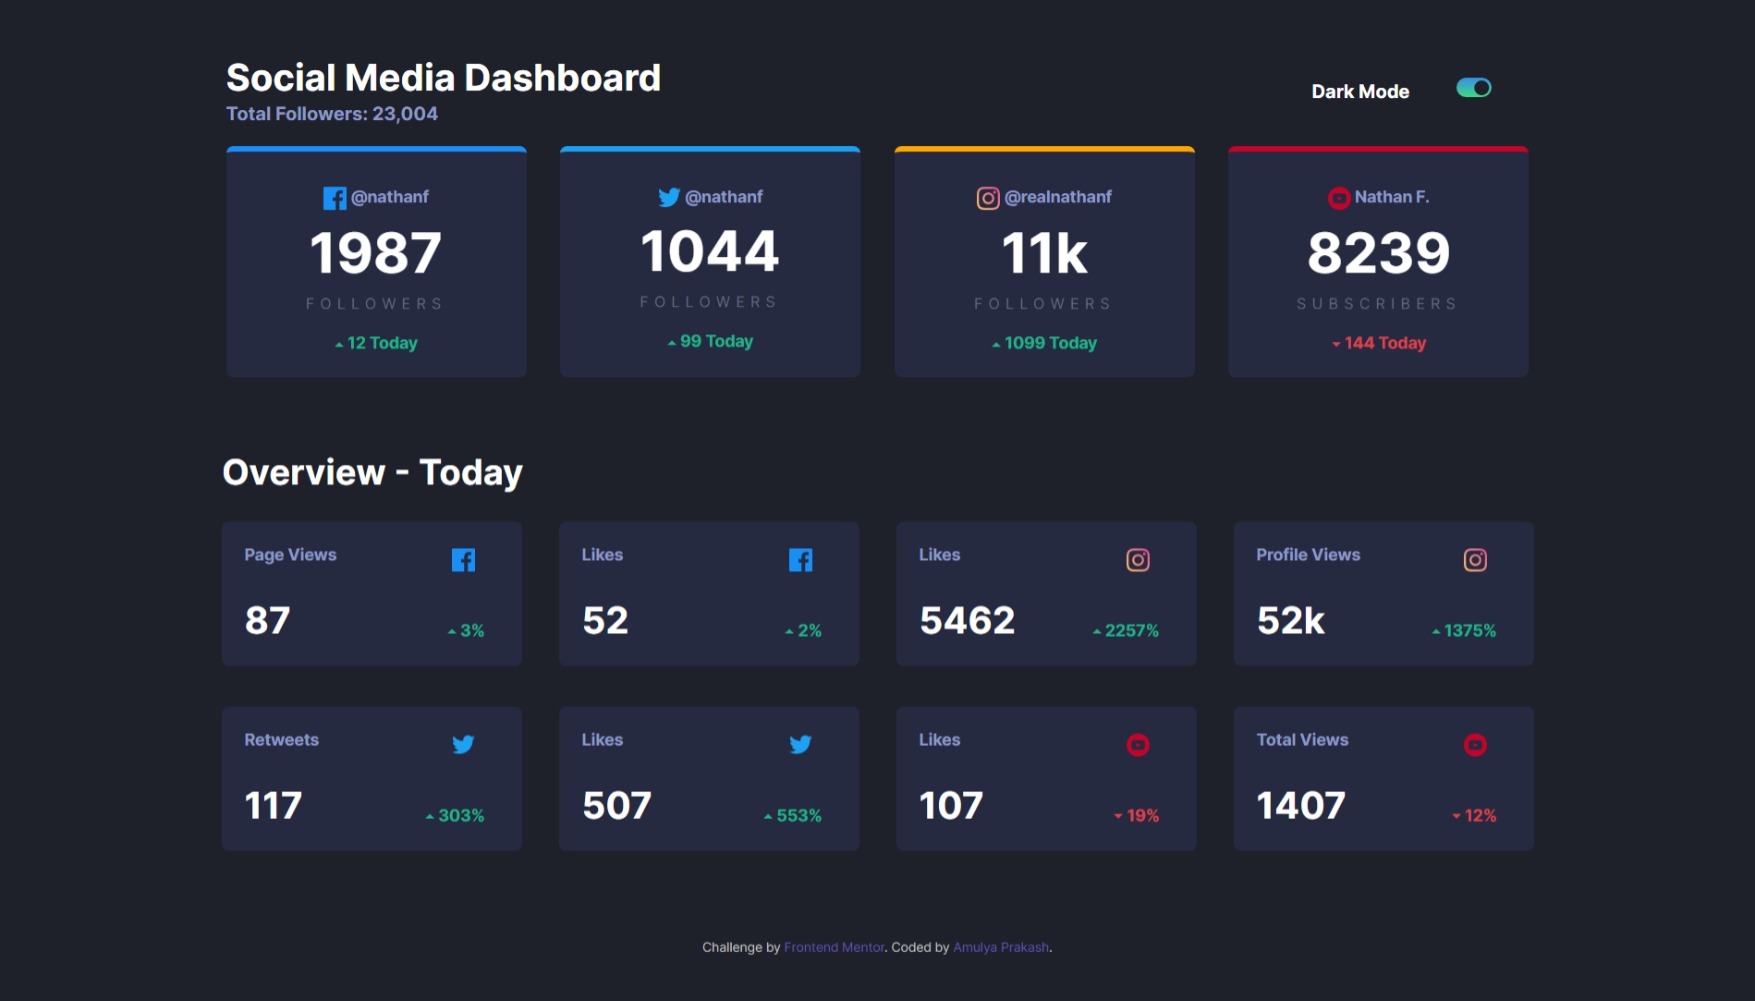 Social Media Dashboard
Total Followers: 23,004
Dark Mode
@nathanf
1987
FOLLOWERS
12 Today
@nathanf
1044
FOLLOWERS
99 Today
@realnathanf
11k
FOLLOWERS
1099 Today
Nathan F.
8239
SUBSCRIBERS
144 Today
Overview - Today
Page Views
87
3%
Likes
52
2%
Likes
5462
2257%
Profile Views
52k
1375%
Retweets
117
303%
Likes
507
553%
Likes
107
19%
Total Views
1407
12%
Challenge by Frontend Mentor. Coded by Amulya Prakash.